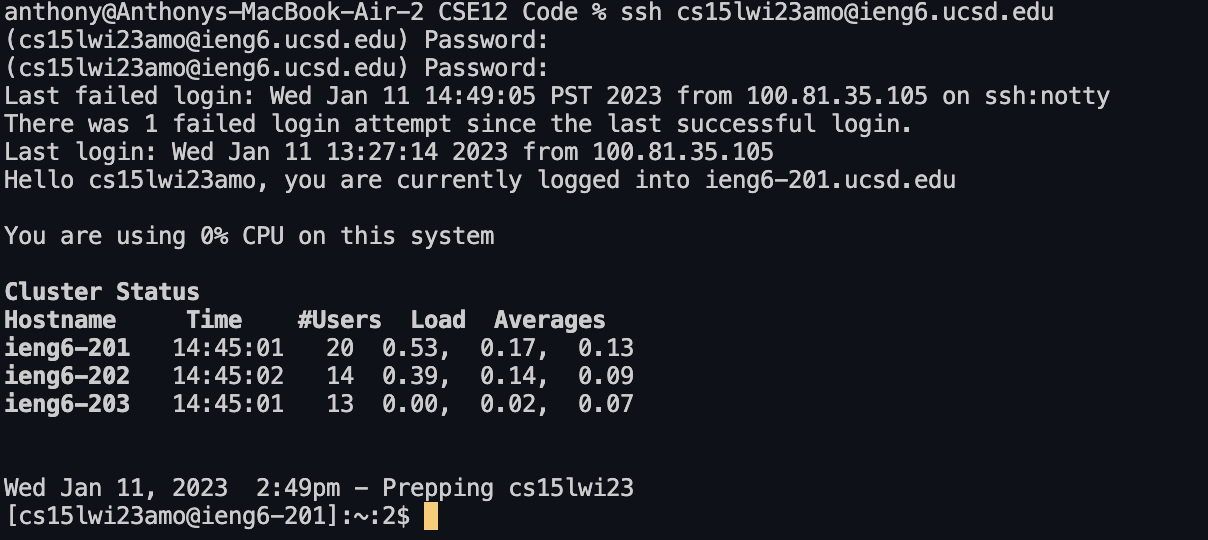 anthony@Anthonys-MacBook-Air-2 CSE12 Code % ssh cs15lwi23amo@ieng6.ucsd.edu
(cs15lwi23amo@ieng6.ucsd.edu) Password:
(cs15lwi23amo@ieng6.ucsd.edu) Password:
Last failed login: Wed Jan 11 14:49:05 PST 2023 from 100.81.35.105 on ssh:notty
There was 1 failed login attempt since the last successful login.
Last login: Wed Jan 11 13:27:14 2023 from 100.81.35.105
Hello cs15lwi23amo, you are currently logged into ieng6-201.ucsd.edu
You are using 0% CPU on this system
Cluster Status
Hostname     Time    #Users  Load  Averages
ieng6-201   14:45:01   20  0.53,  0.17,  0.13
ieng6-202   14:45:02   14  0.39,  0.14,  0.09
ieng6-203   14:45:01   13  0.00,  0.02,  0.07
Wed Jan 11, 2023  2:49pm - Prepping cs15lwi23
[cs15lwi23amo@ieng6-201]:~:2$